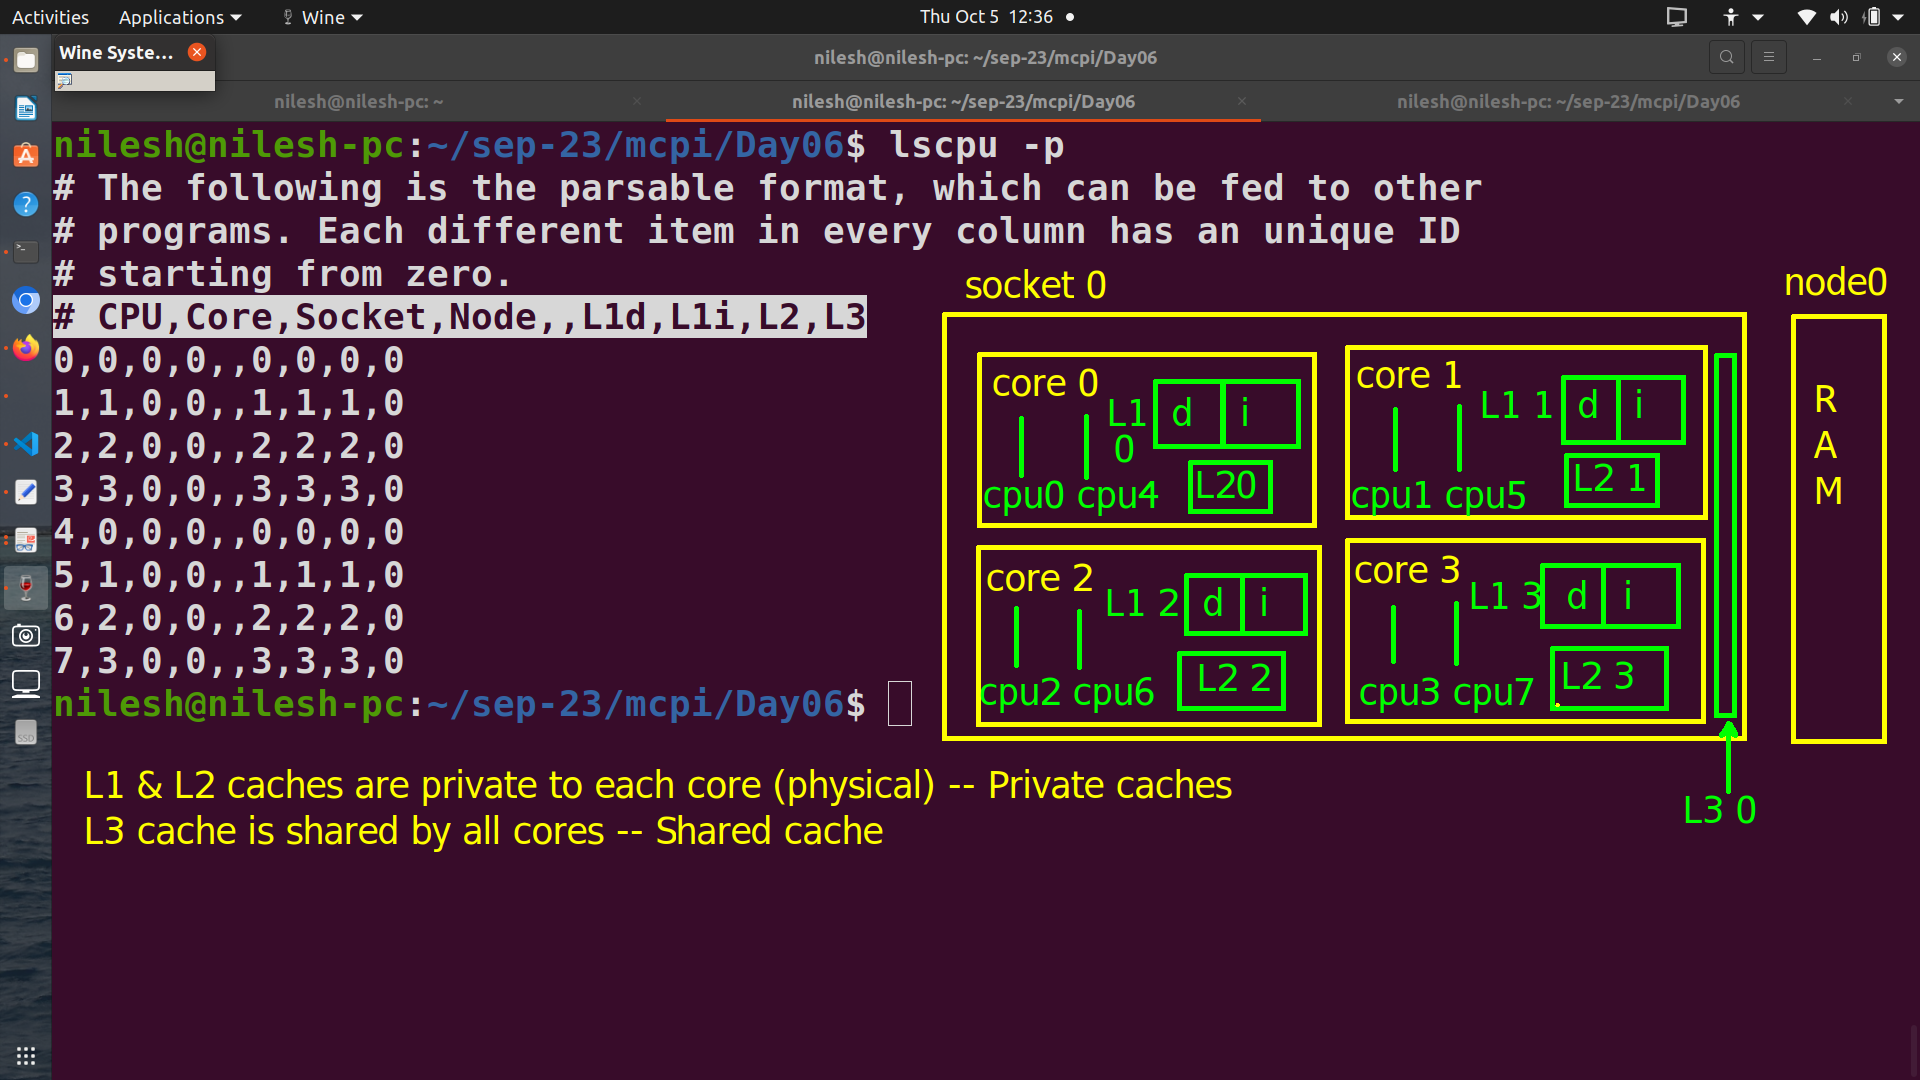 Activities Applications Wine Thu Oct 5 12:36
Wine Syste...
nilesh@nilesh-pc: ~/sep-23/mcpi/Day06
nilesh@nilesh-pc: ~ nilesh@nilesh-pc: ~/sep-23/mcpi/Day06 nilesh@nilesh-pc: ~/sep-23/mcpi/Day06
nilesh@nilesh-pc:~/sep-23/mcpi/Day06$ lscpu -p
# The following is the parsable format, which can be fed to other
# programs. Each different item in every column has an unique ID
# starting from zero.
# CPU,Core,Socket,Node,,L1d,L1i,L2,L3
0,0,0,0,,0,0,0,0
1,1,0,0,,1,1,1,0
2,2,0,0,,2,2,2,0
3,3,0,0,,3,3,3,0
4,0,0,0,,0,0,0,0
5,1,0,0,,1,1,1,0
6,2,0,0,,2,2,2,0
7,3,0,0,,3,3,3,0
nilesh@nilesh-pc:~/sep-23/mcpi/Day06$
socket 0
core 0
L1 0
d i
L20
cpu0 cpu4
core 1
L1 1
d i
L2 1
cpu1 cpu5
core 2
L1 2
d i
L2 2
cpu2 cpu6
core 3
L1 3
d i
L2 3
cpu3 cpu7
L3 0
node0
R
A
M
L1 & L2 caches are private to each core (physical) -- Private caches
L3 cache is shared by all cores -- Shared cache
SSD